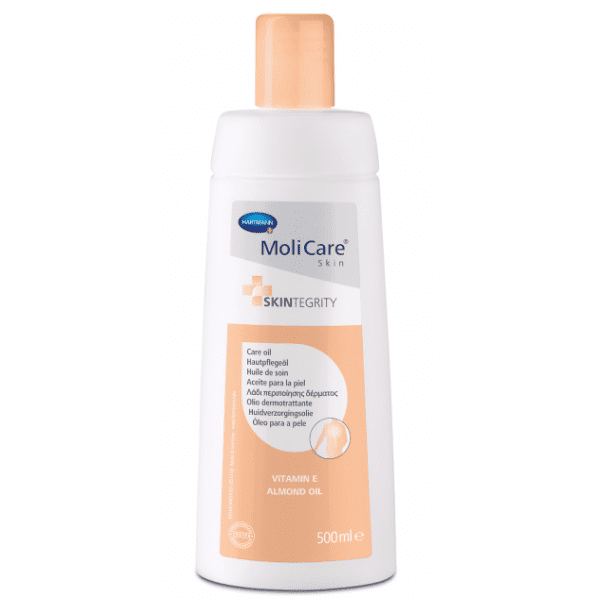 HARTMANN
MoliCare®
Skin
SKINTEGRITY
Care oil
Hautpflegeöl
Huile de soin
Aceite para la piel
Λάδι περιποίησης δέρματος
Olio dermotrattante
Huidverzorgingsolie
Óleo para a pele
VITAMIN E
ALMOND OIL
500ml ℮